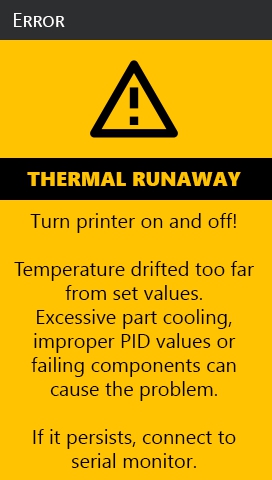 Error
THERMAL RUNAWAY
Turn printer on and off!
Temperature drifted too far
from set values.
Excessive part cooling,
improper PID values or
failing components can
cause the problem.
If it persists, connect to
serial monitor.